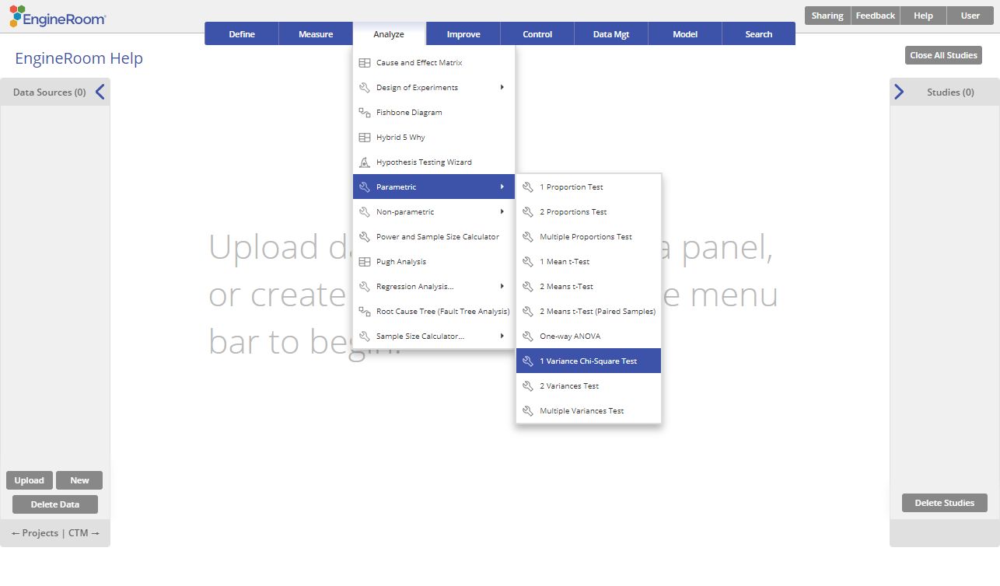 EngineRoom
Sharing Feedback Help User
Define Measure Analyze Improve Control Data Mgt Model Search
EngineRoom Help
Close All Studies
Data Sources (0)
Studies (0)
Cause and Effect Matrix
Design of Experiments
Fishbone Diagram
Hybrid 5 Why
Hypothesis Testing Wizard
Parametric
Non-parametric
Power and Sample Size Calculator
Pugh Analysis
Regression Analysis...
Root Cause Tree (Fault Tree Analysis)
Sample Size Calculator...
1 Proportion Test
2 Proportions Test
Multiple Proportions Test
1 Mean t-Test
2 Means t-Test
2 Means t-Test (Paired Samples)
One-way ANOVA
1 Variance Chi-Square Test
2 Variances Test
Multiple Variances Test
Upload panel,
or create menu
bar to begin.
Upload New
Delete Data
← Projects | CTM →
Delete Studies